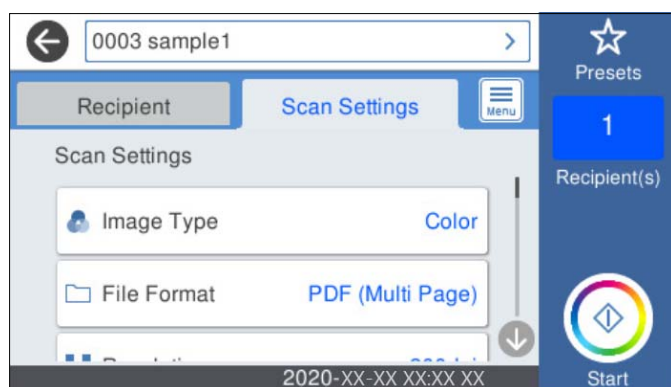 0003 sample1
Presets
Recipient
Scan Settings
Menu
1
Recipient(s)
Scan Settings
Image Type
Color
File Format
PDF (Multi Page)
2020-XX-XX XX:XX XX
Start